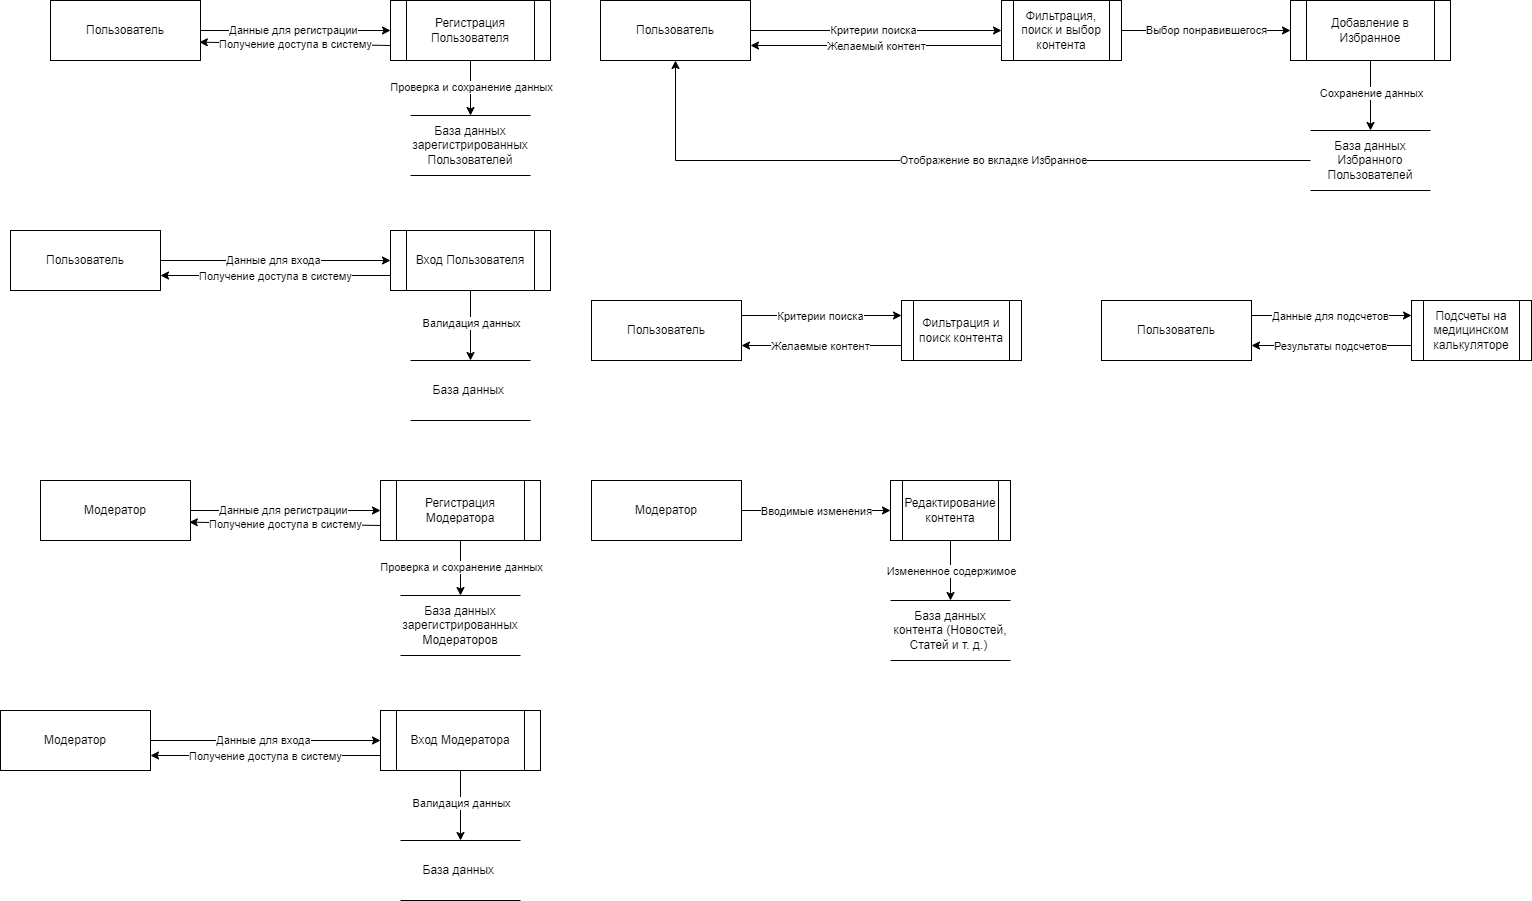 Пользователь
Данные для регистрации
Получение доступа в систему
Регистрация
Пользователя
Проверка и сохранение данных
База данных
зарегистрированных
Пользователей
Пользователь
Критерии поиска
Желаемый контент
Фильтрация,
поиск и выбор
контента
Выбор понравившегося
Добавление в
Избранное
Сохранение данных
База данных
Избранного
Пользователей
Отображение во вкладке Избранное
Пользователь
Данные для входа
Получение доступа в систему
Вход Пользователя
Валидация данных
База данных
Пользователь
Критерии поиска
Желаемые контент
Фильтрация и
поиск контента
Пользователь
Данные для подсчетов
Результаты подсчетов
Подсчеты на
медицинском
калькуляторе
Модератор
Данные для регистрации
Получение доступа в систему
Регистрация
Модератора
Проверка и сохранение данных
База данных
зарегистрированных
Модераторов
Модератор
Вводимые изменения
Редактирование
контента
Измененное содержимое
База данных
контента (Новостей,
Статей и т. д.)
Модератор
Данные для входа
Получение доступа в систему
Вход Модератора
Валидация данных
База данных